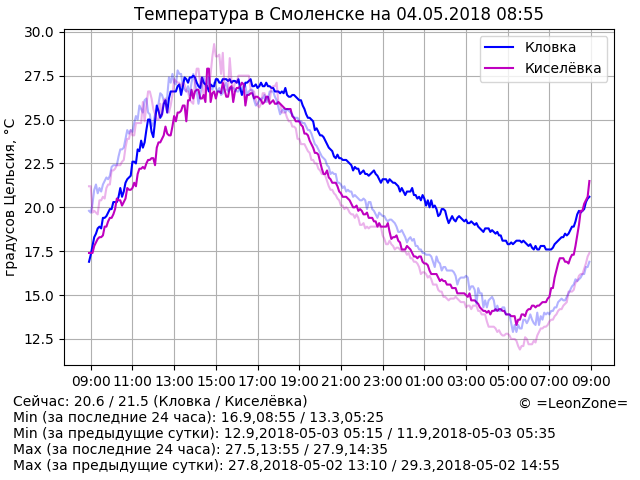 Температура в Смоленске на 04.05.2018 08:55
30.0
27.5
25.0
22.5
20.0
17.5
15.0
12.5
градусов Цельсия, °C
Кловка
Киселёвка
09:00 11:00 13:00 15:00 17:00 19:00 21:00 23:00 01:00 03:00 05:00 07:00 09:00
Сейчас: 20.6 / 21.5 (Кловка / Киселёвка)
© =LeonZone=
Min (за последние 24 часа): 16.9,08:55 / 13.3,05:25
Min (за предыдущие сутки): 12.9,2018-05-03 05:15 / 11.9,2018-05-03 05:35
Max (за последние 24 часа): 27.5,13:55 / 27.9,14:35
Max (за предыдущие сутки): 27.8,2018-05-02 13:10 / 29.3,2018-05-02 14:55